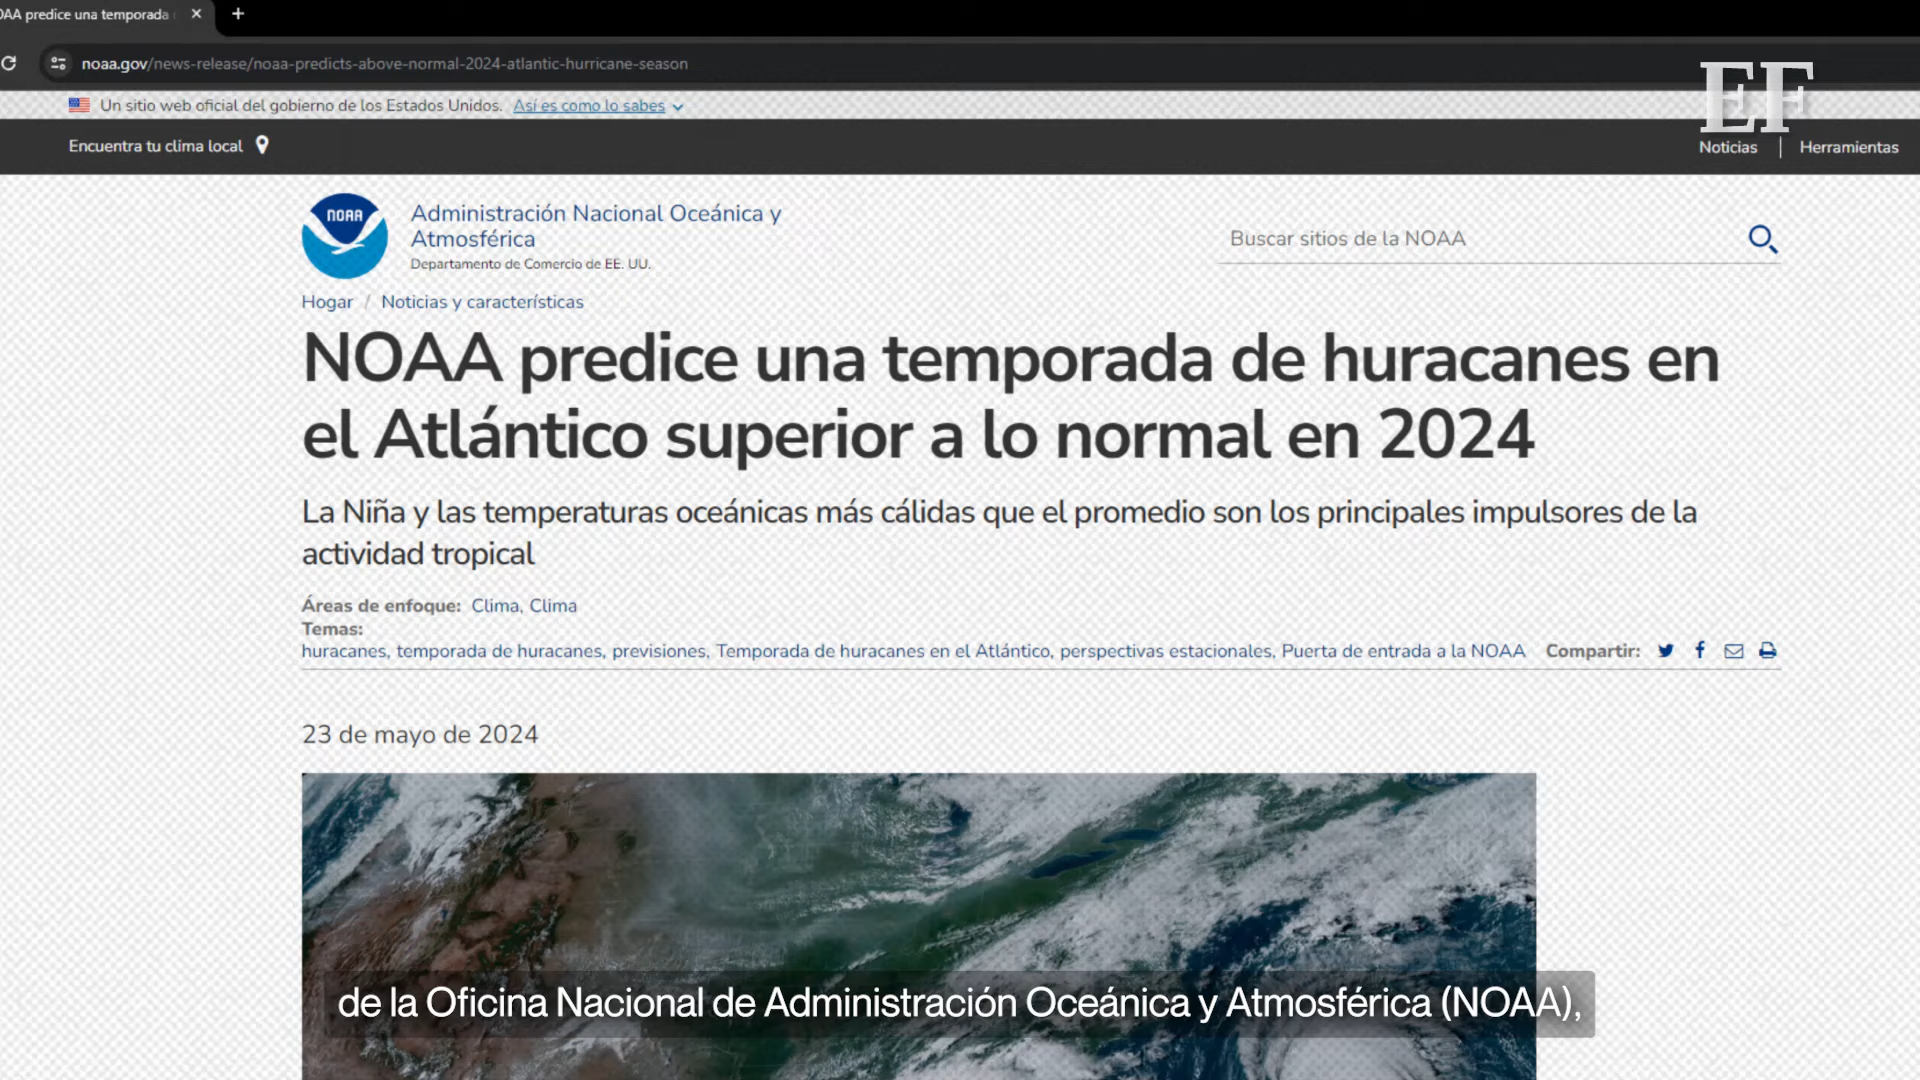 OAA predice una temporada
noaa.gov/news-release/noaa-predicts-above-normal-2024-atlantic-hurricane-season
EF
Un sitio web oficial del gobierno de los Estados Unidos. Así es como lo sabes
Encuentra tu clima local
Noticias | Herramientas
NOAA
Administración Nacional Oceánica y
Atmosférica
Departamento de Comercio de EE. UU.
Buscar sitios de la NOAA
Hogar / Noticias y características
NOAA predice una temporada de huracanes en
el Atlántico superior a lo normal en 2024
La Niña y las temperaturas oceánicas más cálidas que el promedio son los principales impulsores de la
actividad tropical
Áreas de enfoque: Clima, Clima
Temas:
huracanes, temporada de huracanes, previsiones, Temporada de huracanes en el Atlántico, perspectivas estacionales, Puerta de entrada a la NOAA Compartir:
23 de mayo de 2024
de la Oficina Nacional de Administración Oceánica y Atmosférica (NOAA),